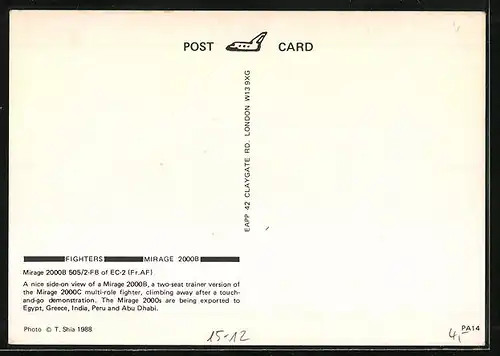 POST CARD
EAPP 42 CLAYGATE RD. LONDON W13 9XG
FIGHTERS MIRAGE 2000B
Mirage 2000B 505/2-FB of EC-2 (Fr.AF)
A nice side-on view of a Mirage 2000B, a two-seat trainer version of
the Mirage 2000C multi-role fighter, climbing away after a touch-
and-go demonstration. The Mirage 2000s are being exported to
Egypt, Greece, India, Peru and Abu Dhabi.
Photo © T. Shia 1988
15-12
4,-
PA14